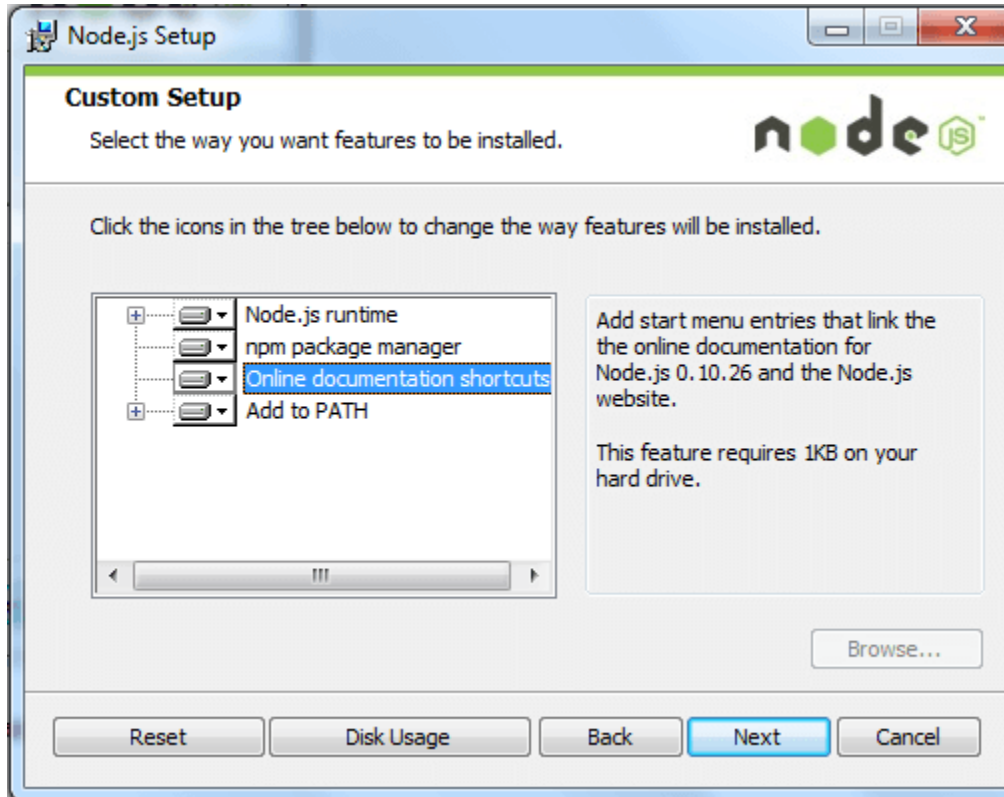 Node.js Setup
Custom Setup
Select the way you want features to be installed.
node JS
Click the icons in the tree below to change the way features will be installed.
Node.js runtime
npm package manager
Online documentation shortcuts
Add to PATH
Add start menu entries that link the
the online documentation for
Node.js 0.10.26 and the Node.js
website.
This feature requires 1KB on your
hard drive.
Browse...
Reset
Disk Usage
Back
Next
Cancel